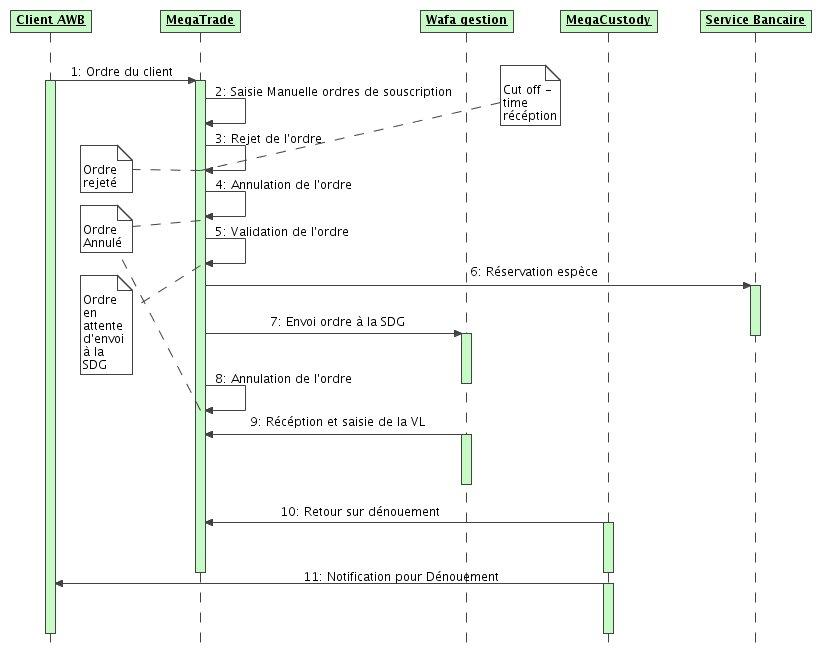 Client AWB
MegaTrade
Wafa gestion
MegaCustody
Service Bancaire
1: Ordre du client
2: Saisie Manuelle ordres de souscription
Cut off -
time
récéption
3: Rejet de l'ordre
Ordre
rejeté
4: Annulation de l'ordre
Ordre
Annulé
5: Validation de l'ordre
6: Réservation espèce
Ordre
en
attente
d'envoi
à la
SDG
7: Envoi ordre à la SDG
8: Annulation de l'ordre
9: Récéption et saisie de la VL
10: Retour sur dénouement
11: Notification pour Dénouement